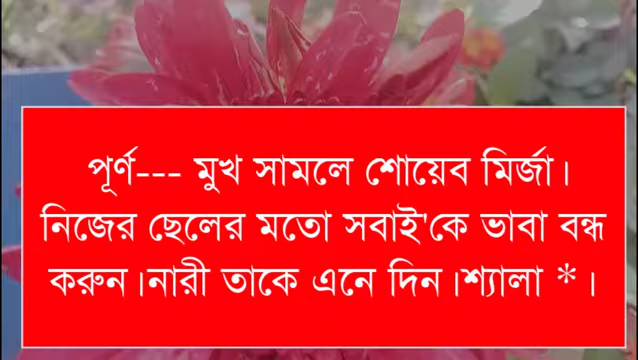 পূর্ণ--- মুখ সামলে শোয়েব মির্জা।
নিজের ছেলের মতো সবাই'কে ভাবা বন্ধ
করুন।নারী তাকে এনে দিন।শ্যালা *।